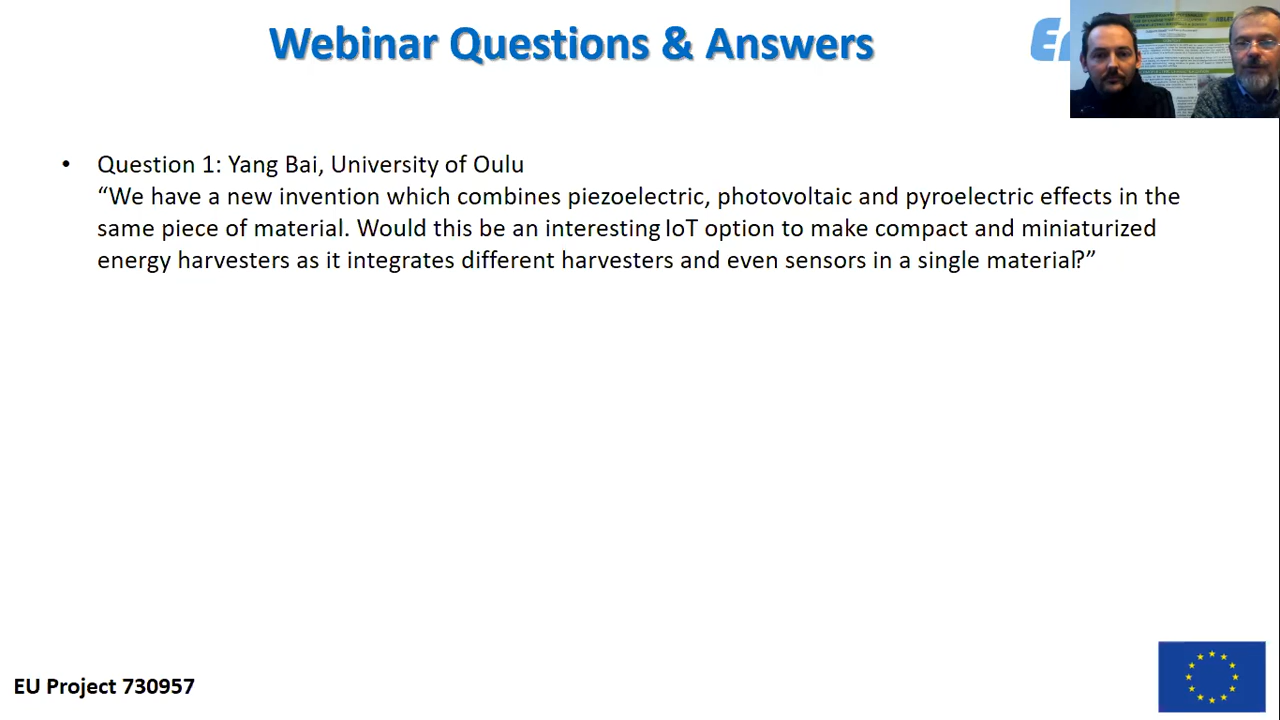 Webinar Questions & Answers
• Question 1: Yang Bai, University of Oulu
“We have a new invention which combines piezoelectric, photovoltaic and pyroelectric effects in the
same piece of material. Would this be an interesting IoT option to make compact and miniaturized
energy harvesters as it integrates different harvesters and even sensors in a single material?”
EU Project 730957